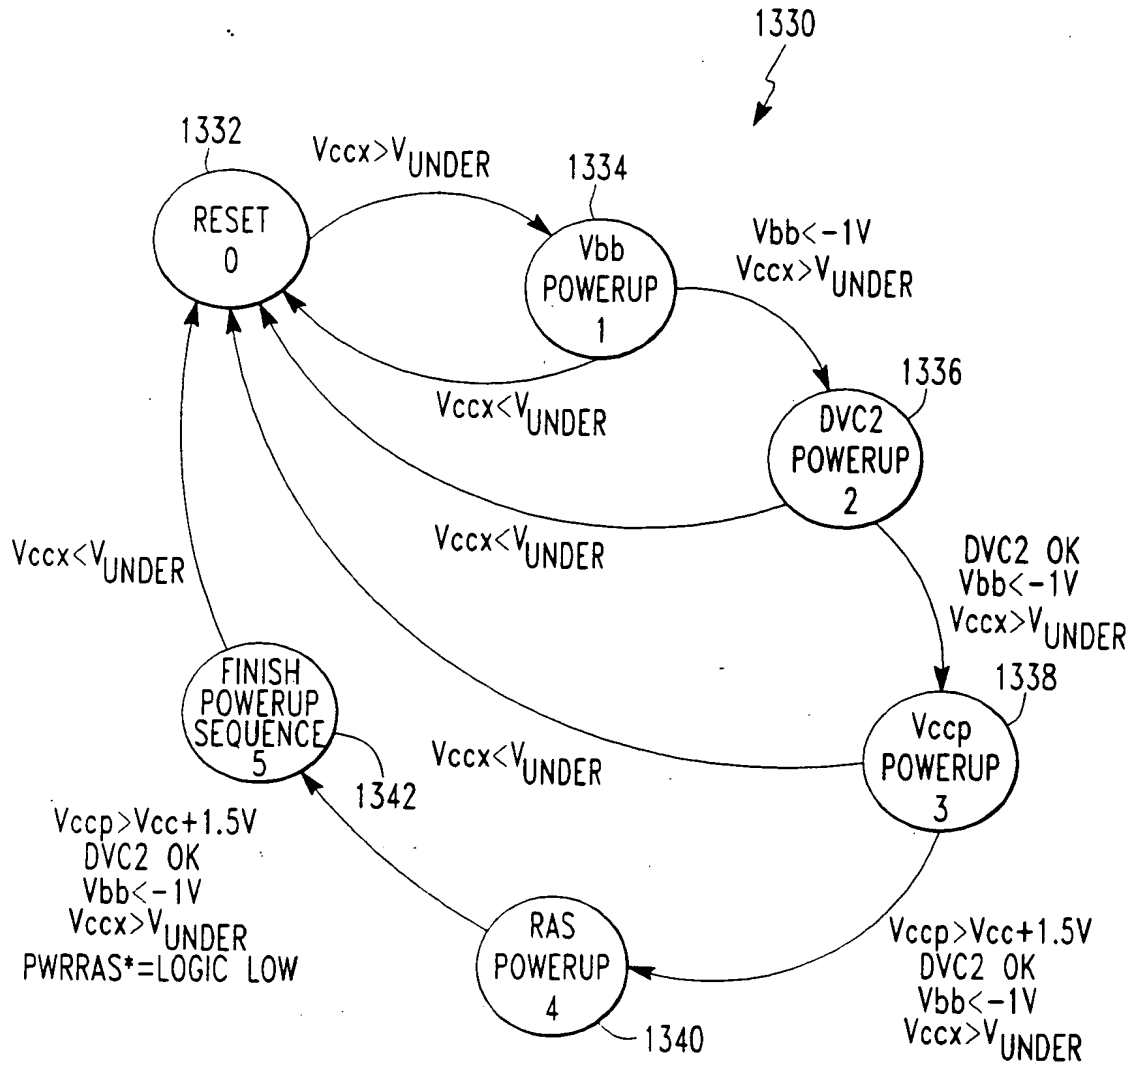 1330
1332
Vccx>VUNDER
1334
RESET
0
Vbb
POWERUP
1
Vbb<-1V
Vccx>VUNDER
Vccx<VUNDER
1336
DVC2
POWERUP
2
Vccx<VUNDER
Vccx<VUNDER
DVC2 OK
Vbb<-1V
Vccx>VUNDER
1338
FINISH
POWERUP
SEQUENCE
5
Vccx<VUNDER
Vccp
POWERUP
3
1342
Vccp>Vcc+1.5V
DVC2 OK
Vbb<-1V
Vccx>VUNDER
PWRRAS*=LOGIC LOW
RAS
POWERUP
4
1340
Vccp>Vcc+1.5V
DVC2 OK
Vbb<-1V
Vccx>VUNDER